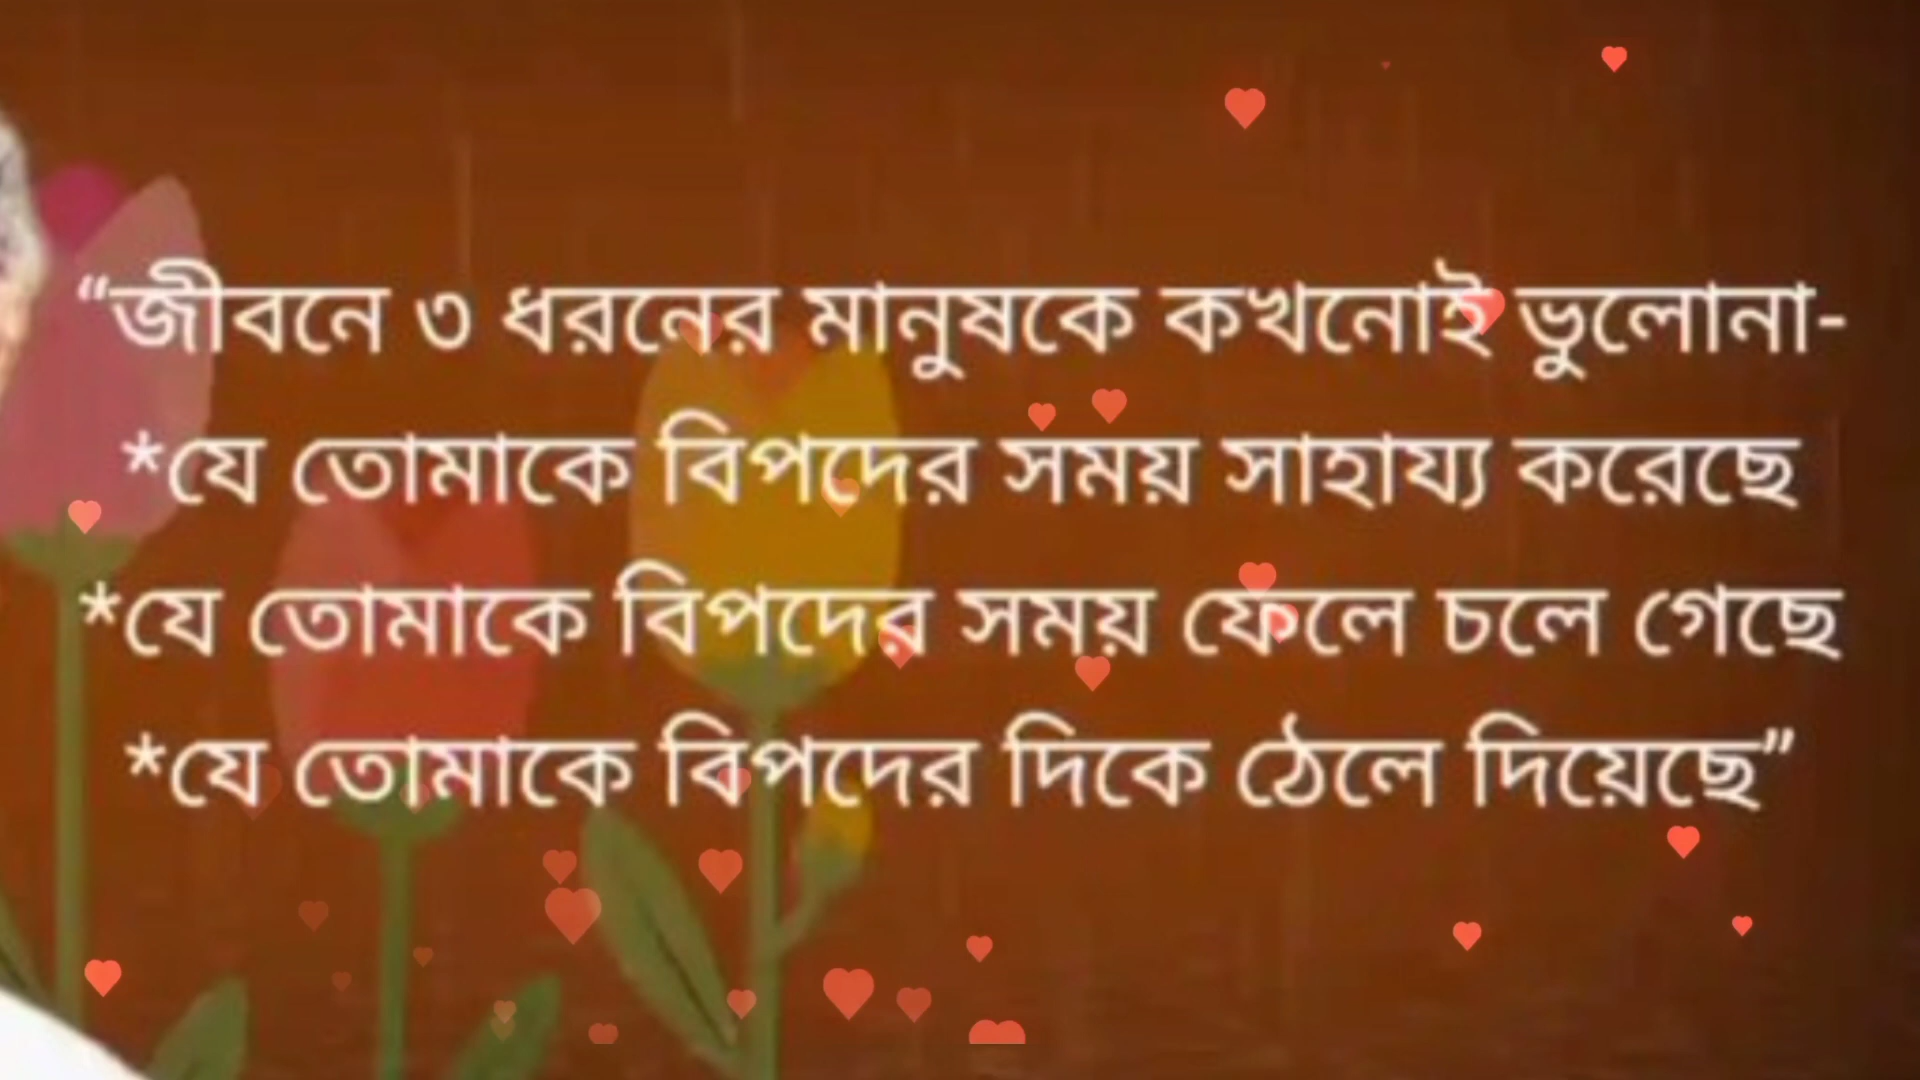 “জীবনে ৩ ধরনের মানুষকে কখনোই ভুলোনা-
*যে তোমাকে বিপদের সময় সাহায্য করেছে
*যে তোমাকে বিপদের সময় ফেলে চলে গেছে
*যে তোমাকে বিপদের দিকে ঠেলে দিয়েছে”